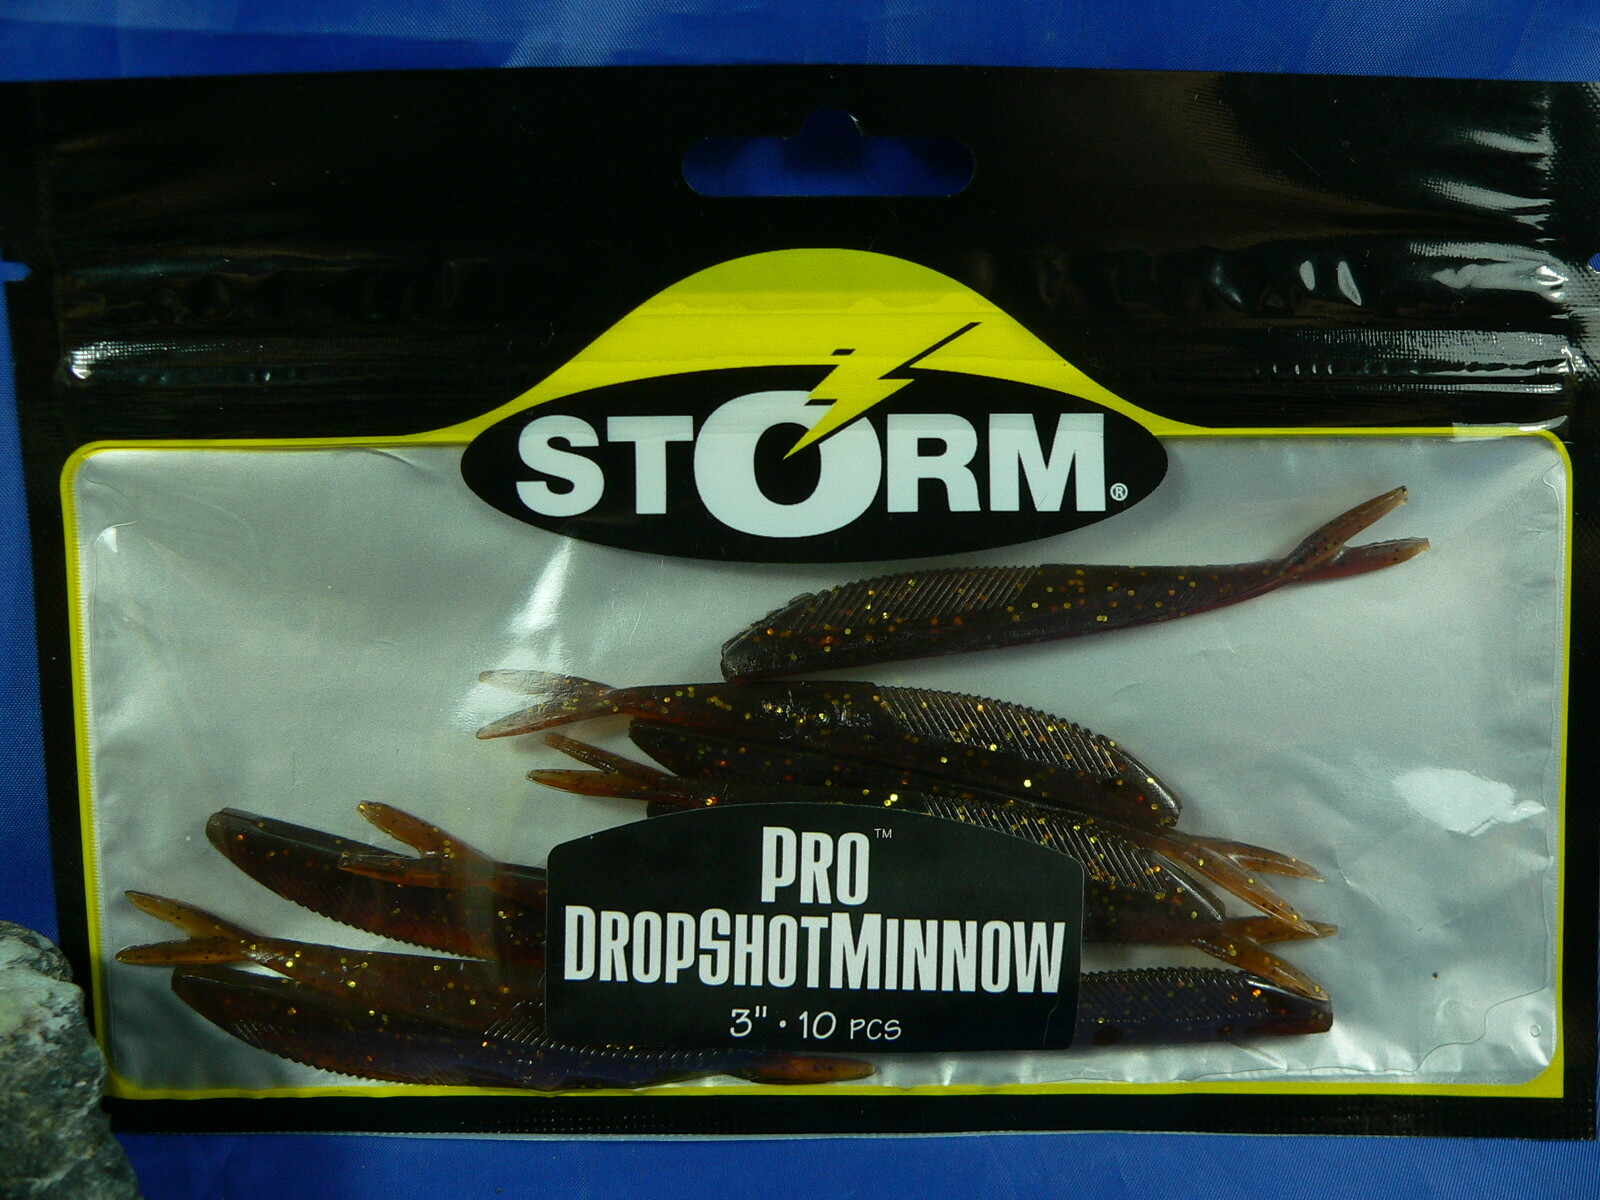 STORM®
PRO™
DROPSHOTMINNOW
3" · 10 PCS